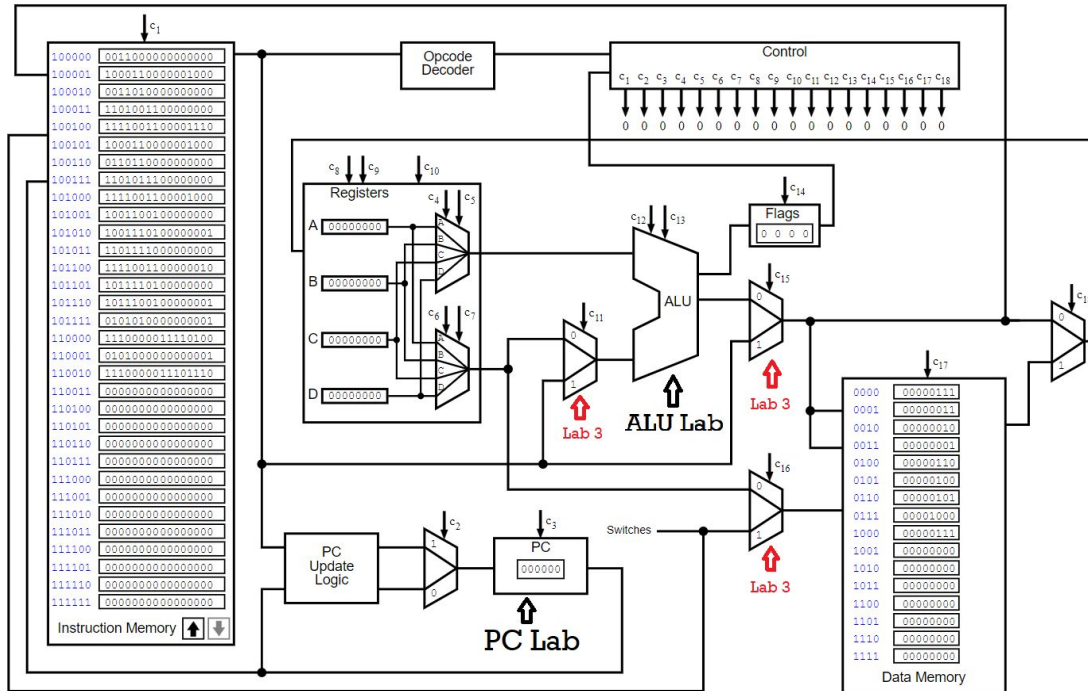 c1
100000 0011000000000000
100001 1000110000001000
100010 0011010000000000
100011 1101001100000000
100100 1111001100001110
100101 1000110000001000
100110 0110110000000000
100111 1101011100000000
101000 1111001100001001
101001 1001100100000000
101010 1001110100000001
101011 1101111000000000
101100 1111001100000010
101101 1011110100000000
101110 1011100100000001
101111 0101010000000001
110000 1110000011110100
110001 0101000000000001
110010 1110000011101110
110011 0000000000000000
110100 0000000000000000
110101 0000000000000000
110110 0000000000000000
110111 0000000000000000
111000 0000000000000000
111001 0000000000000000
111010 0000000000000000
111011 0000000000000000
111100 0000000000000000
111101 0000000000000000
111110 0000000000000000
111111 0000000000000000
Instruction Memory
Opcode
Decoder
Control
c1 c2 c3 c4 c5 c6 c7 c8 c9 c10 c11 c12 c13 c14 c15 c16 c17 c18
0 0 0 0 0 0 0 0 0 0 0 0 0 0 0 0 0 0
c8 c9 c10
Registers
A 00000000
B 00000000
C 00000000
D 00000000
c4 c5
A
B
C
D
c6 c7
A
B
C
D
c11
0
1
Lab 3
c12 c13
ALU
ALU Lab
c14
Flags
0 0 0 0
c15
0
1
Lab 3
c16
0
1
Lab 3
Switches
0
1
c17
0000 00000111
0001 00000011
0010 00000010
0011 00000001
0100 00000110
0101 00000100
0110 00000101
0111 00001000
1000 00000111
1001 00000000
1010 00000000
1011 00000000
1100 00000000
1101 00000000
1110 00000000
1111 00000000
Data Memory
PC
Update
Logic
c2
1
0
c3
PC
000000
PC Lab